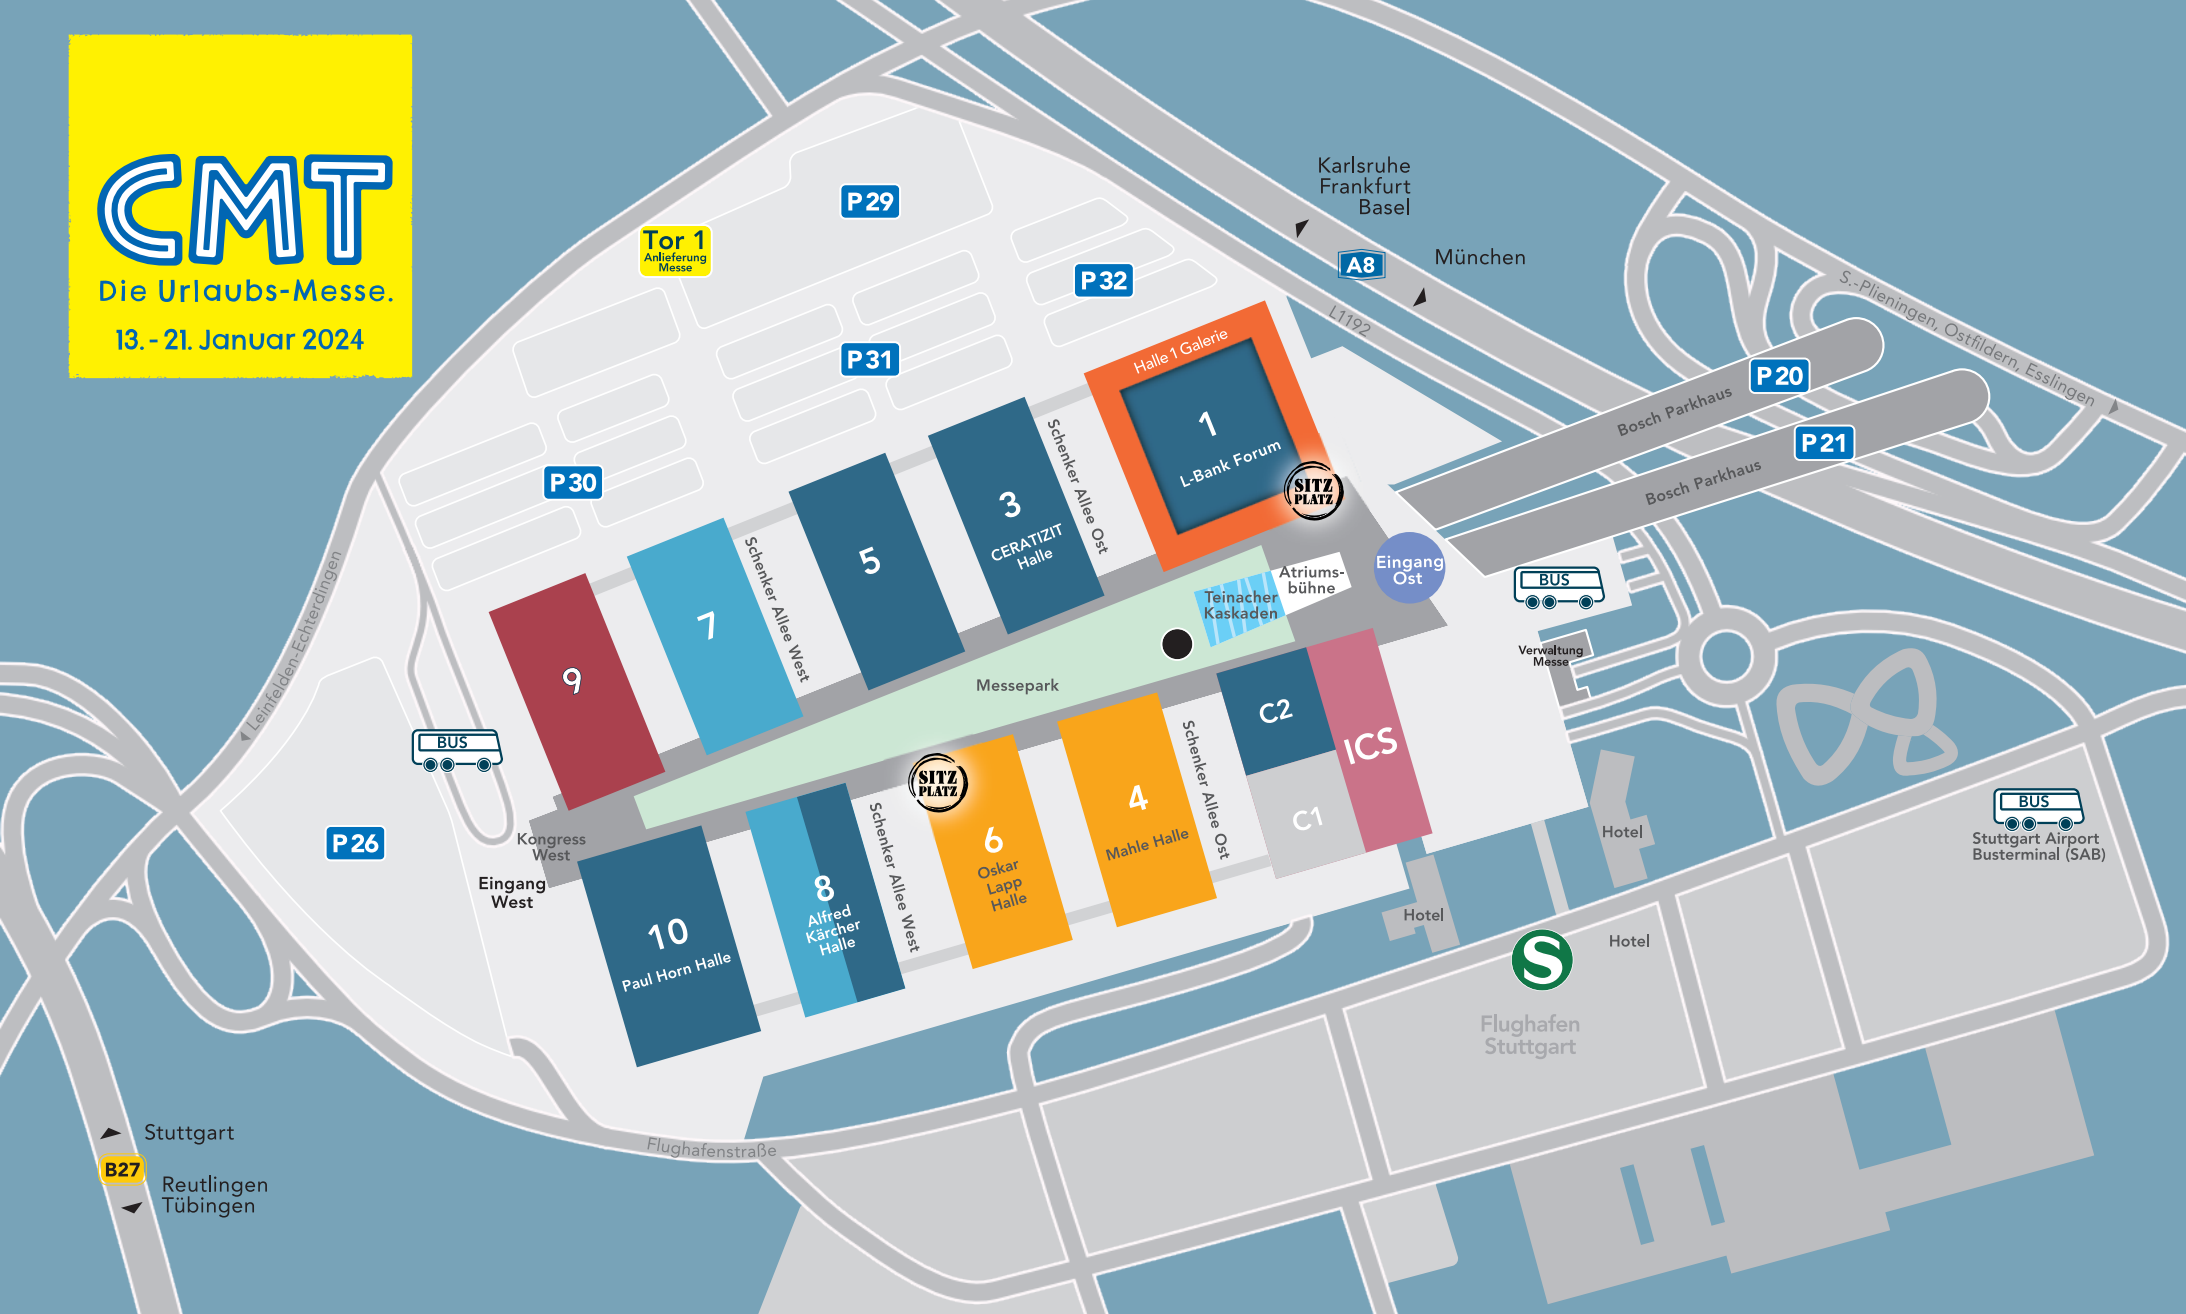 CMT
Die Urlaubs-Messe.
13.-21. Januar 2024
Karlsruhe
Frankfurt
Basel
A8
München
L1192
S.-Plieningen, Ostfildern, Esslingen
P29
Tor 1
Anlieferung
Messe
P32
P31
P30
P20
Bosch Parkhaus
P21
Bosch Parkhaus
Halle 1 Galerie
1
L-Bank Forum
SITZ
PLATZ
Schenker Allee Ost
3
CERATIZIT
Halle
5
Schenker Allee West
7
9
Eingang
Ost
Atriums-
bühne
Teinacher
Kaskaden
BUS
Verwaltung
Messe
Messepark
Leinfelden-Echterdingen
BUS
P26
Kongress
West
Eingang
West
10
Paul Horn Halle
8
Alfred
Kärcher
Halle
Schenker Allee West
SITZ
PLATZ
6
Oskar
Lapp
Halle
4
Mahle Halle
Schenker Allee Ost
C2
C1
ICS
Hotel
Hotel
Hotel
BUS
Stuttgart Airport
Busterminal (SAB)
S
Flughafen
Stuttgart
Flughafenstraße
Stuttgart
B27
Reutlingen
Tübingen